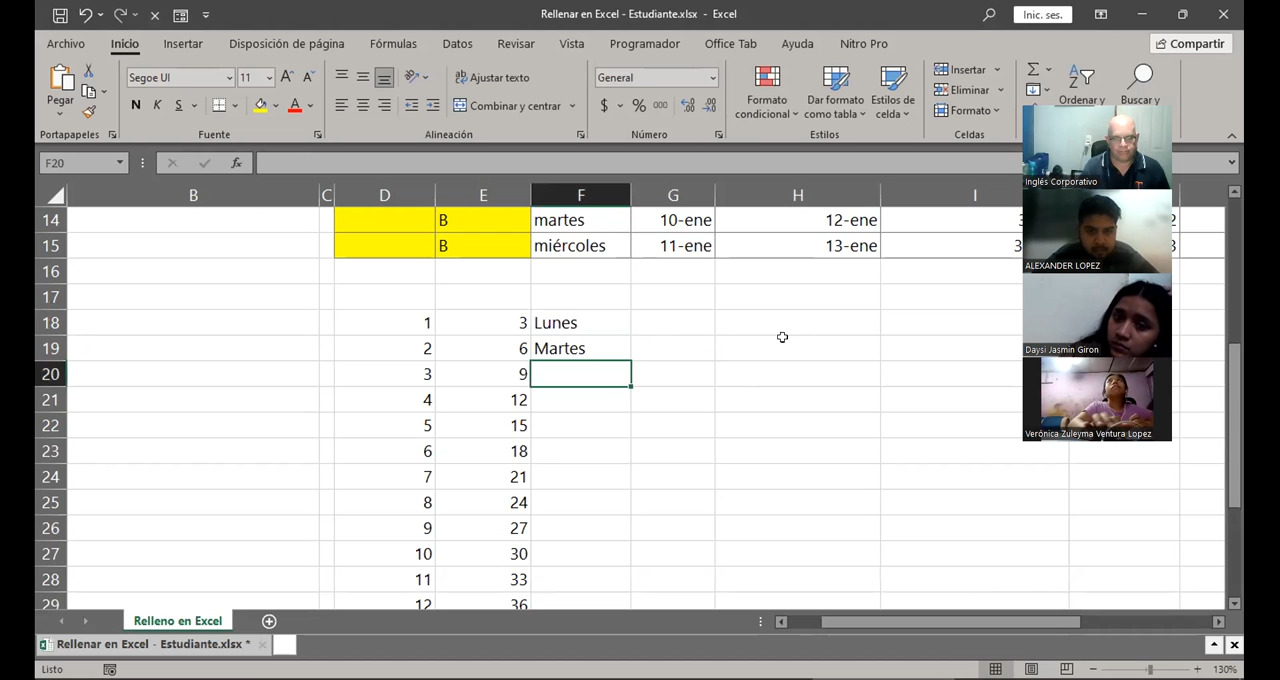 Rellenar en Excel - Estudiante.xlsx - Excel
Inic. ses.
Archivo Inicio Insertar Disposición de página Fórmulas Datos Revisar Vista Programador Office Tab Ayuda Nitro Pro Compartir
Pegar
Segoe UI 11
N K S
Ajustar texto
Combinar y centrar
General
$ % 000
Formato condicional
Dar formato como tabla
Estilos de celda
Insertar
Eliminar
Formato
Ordenar y
Buscar y
Portapapeles Fuente Alineación Número Estilos Celdas
F20 fx
B C D E F G H I
14 B martes 10-ene 12-ene 3 2
15 B miércoles 11-ene 13-ene 3 3
16
17
18 1 3 Lunes
19 2 6 Martes
20 3 9
21 4 12
22 5 15
23 6 18
24 7 21
25 8 24
26 9 27
27 10 30
28 11 33
29 12 36
Inglés Corporativo
ALEXANDER LOPEZ
Daysi Jasmin Giron
Verónica Zuleyma Ventura Lopez
Relleno en Excel
Rellenar en Excel - Estudiante.xlsx *
Listo
130%